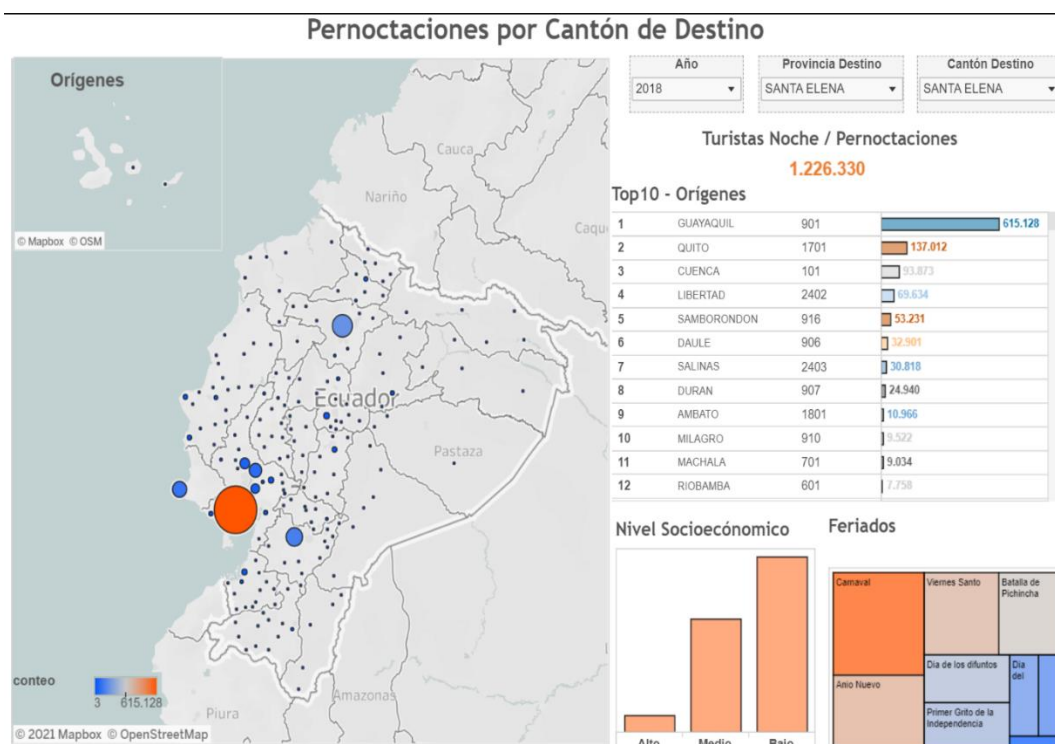 Pernoctaciones por Cantón de Destino
Orígenes
© Mapbox © OSM
Cauca
Nariño
Caqu
Ecuador
Pastaza
Amazonas
Piura
conteo
3 615.128
© 2021 Mapbox © OpenStreetMap
Año
2018
Provincia Destino
SANTA ELENA
Cantón Destino
SANTA ELENA
Turistas Noche / Pernoctaciones
1.226.330
Top10 - Orígenes
1 GUAYAQUIL 901 615.128
2 QUITO 1701 137.012
3 CUENCA 101 93.873
4 LIBERTAD 2402 69.634
5 SAMBORONDON 916 53.231
6 DAULE 906 32.901
7 SALINAS 2403 30.818
8 DURAN 907 24.940
9 AMBATO 1801 10.966
10 MILAGRO 910 9.522
11 MACHALA 701 9.034
12 RIOBAMBA 601 7.758
Nivel Socioecónomico
Alto Medio Bajo
Feriados
Carnaval
Viernes Santo
Batalla de
Pichincha
Anio Nuevo
Dia de los difuntos
Dia
del
Primer Grito de la
Independencia